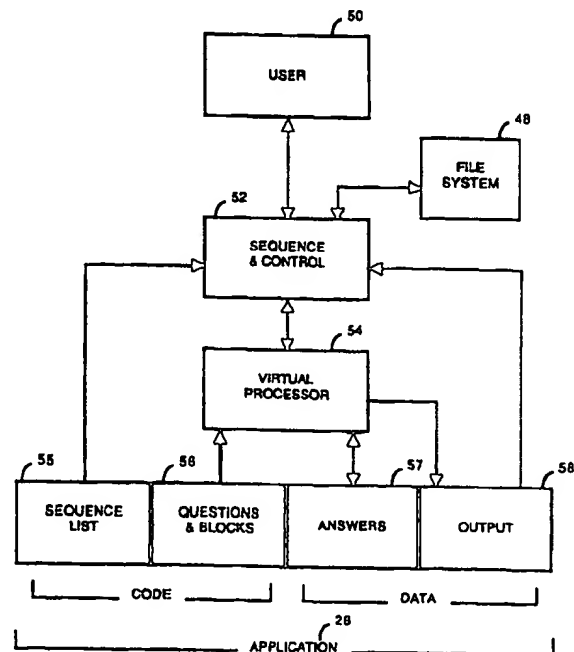 50
USER
48
FILE
SYSTEM
52
SEQUENCE
& CONTROL
54
VIRTUAL
PROCESSOR
55
SEQUENCE
LIST
56
QUESTIONS
& BLOCKS
57
ANSWERS
58
OUTPUT
CODE
DATA
26
APPLICATION